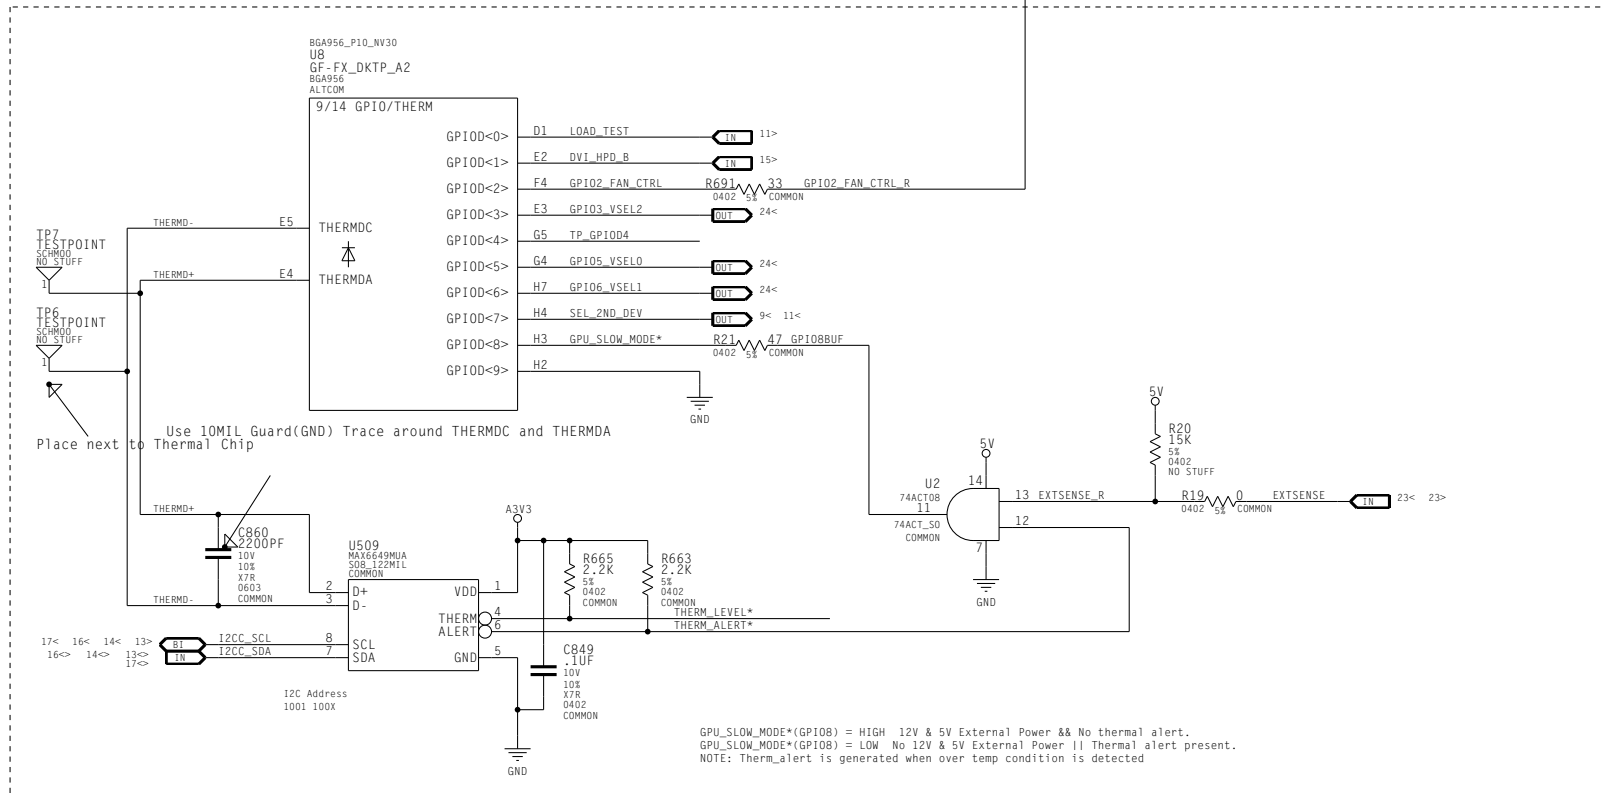 BGA956_P10_NV30
U8
GF-FX_DKTP_A2
BGA956
ALTCOM
9/14 GPIO/THERM
GPIOD<0> D1 LOAD_TEST IN 11>
GPIOD<1> E2 DVI_HPD_B IN 15>
GPIOD<2> F4 GPIO2_FAN_CTRL R691 33 GPIO2_FAN_CTRL_R
0402 5% COMMON
GPIOD<3> E3 GPIO3_VSEL2 OUT 24<
GPIOD<4> G5 TP_GPIOD4
GPIOD<5> G4 GPIO5_VSEL0 OUT 24<
GPIOD<6> H7 GPIO6_VSEL1 OUT 24<
GPIOD<7> H4 SEL_2ND_DEV OUT 9< 11<
GPIOD<8> H3 GPU_SLOW_MODE* R21 47 GPIO8BUF
0402 5% COMMON
GPIOD<9> H2
GND
THERMD- E5 THERMDC
THERMD+ E4 THERMDA
TP7
TESTPOINT
SCHMOO
NO STUFF
1
TP6
TESTPOINT
SCHMOO
NO STUFF
1
Use 10MIL Guard(GND) Trace around THERMDC and THERMDA
Place next to Thermal Chip
5V
R20
15K
5%
0402
NO STUFF
5V
U2
74ACT08
11
74ACT_SO
COMMON
14
13 EXTSENSE_R
12
7
GND
R19 0 EXTSENSE IN 23< 23>
0402 5% COMMON
THERMD+
C860
2200PF
10V
10%
X7R
0603
COMMON
THERMD-
U509
MAX6649MUA
SO8_122MIL
COMMON
2 D+
3 D-
8 SCL
7 SDA
VDD 1
THERM 4
ALERT 6
GND 5
A3V3
R665
2.2K
5%
0402
COMMON
R663
2.2K
5%
0402
COMMON
THERM_LEVEL*
THERM_ALERT*
17< 16< 14< 13> BI I2CC_SCL
16<> 14<> 13<> IN I2CC_SDA
17<>
C849
.1UF
10V
10%
X7R
0402
COMMON
GND
I2C Address
1001 100X
GPU_SLOW_MODE*(GPIO8) = HIGH 12V & 5V External Power && No thermal alert.
GPU_SLOW_MODE*(GPIO8) = LOW No 12V & 5V External Power || Thermal alert present.
NOTE: Therm_alert is generated when over temp condition is detected